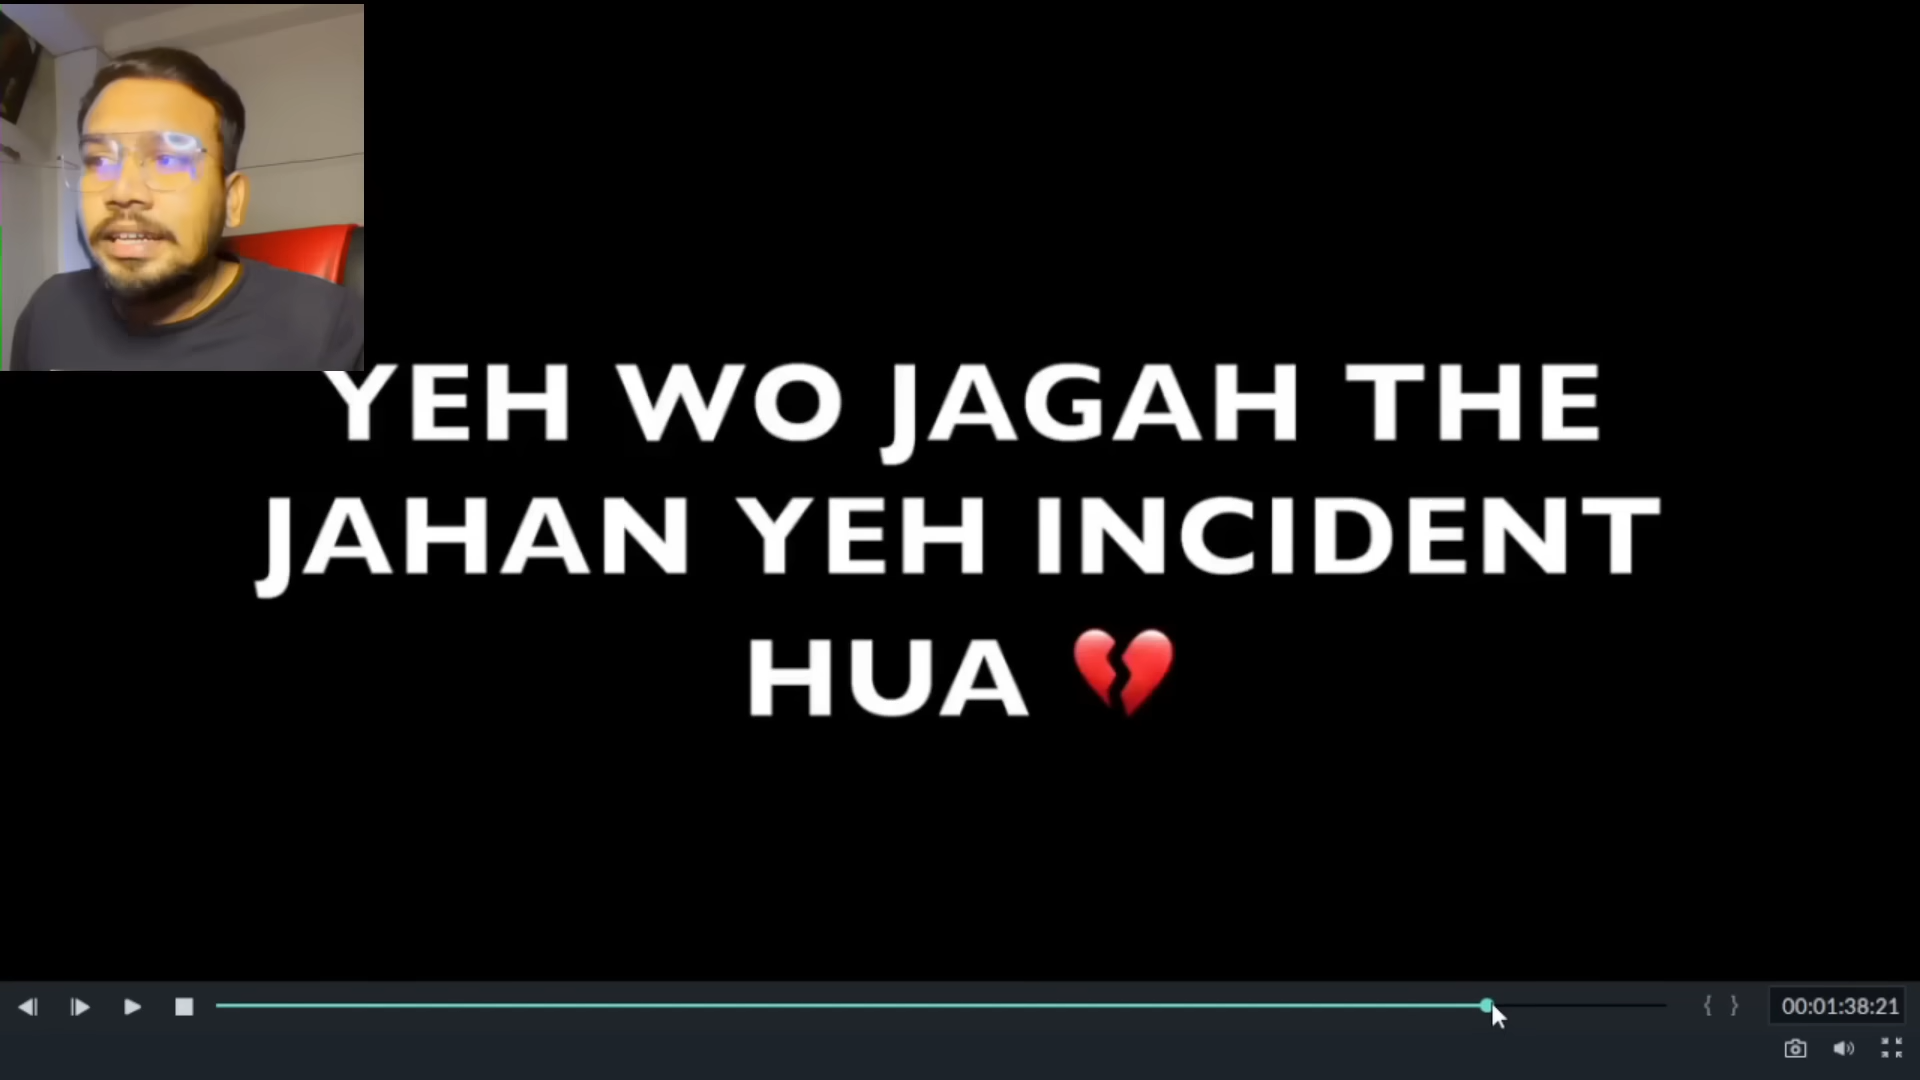 YEH WO JAGAH THE
JAHAN YEH INCIDENT
HUA 💔
{ }
00:01:38:21